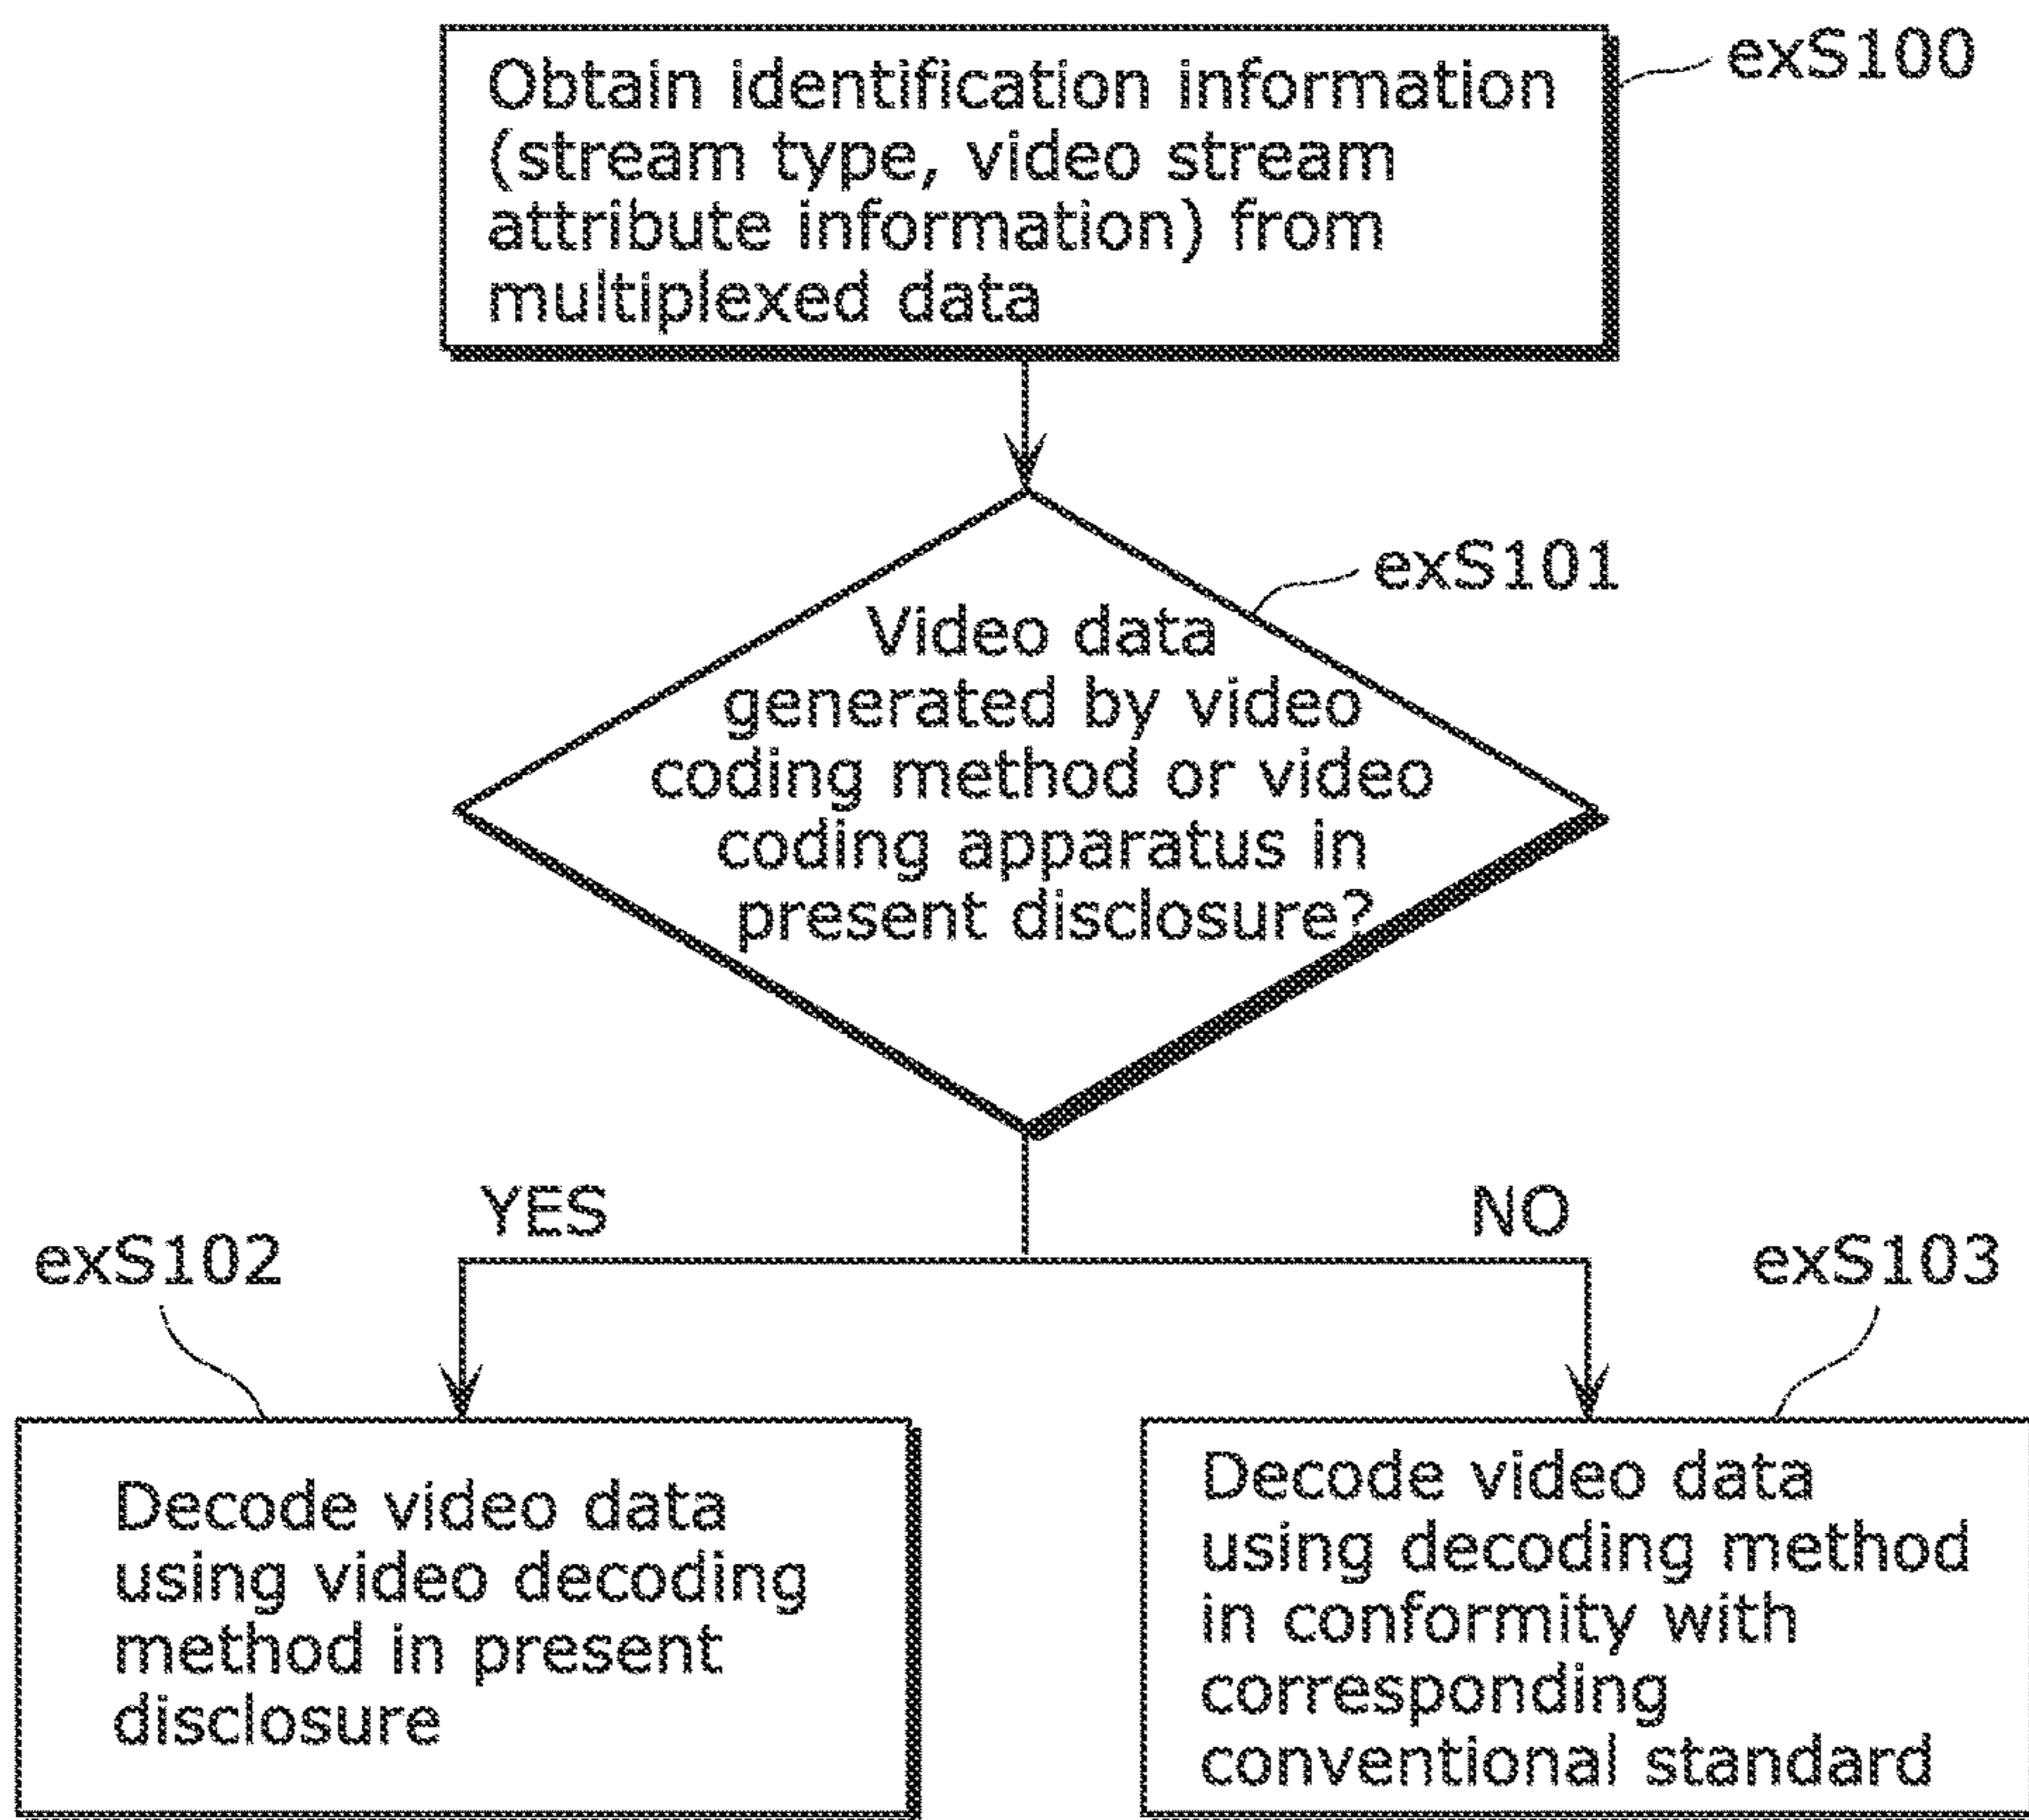 Obtain identification information
(stream type, video stream
attribute information) from
multiplexed data
exS100
exS101
Video data
generated by video
coding method or video
coding apparatus in
present disclosure?
YES
NO
exS102
exS103
Decode video data
using video decoding
method in present
disclosure
Decode video data
using decoding method
in conformity with
corresponding
conventional standard